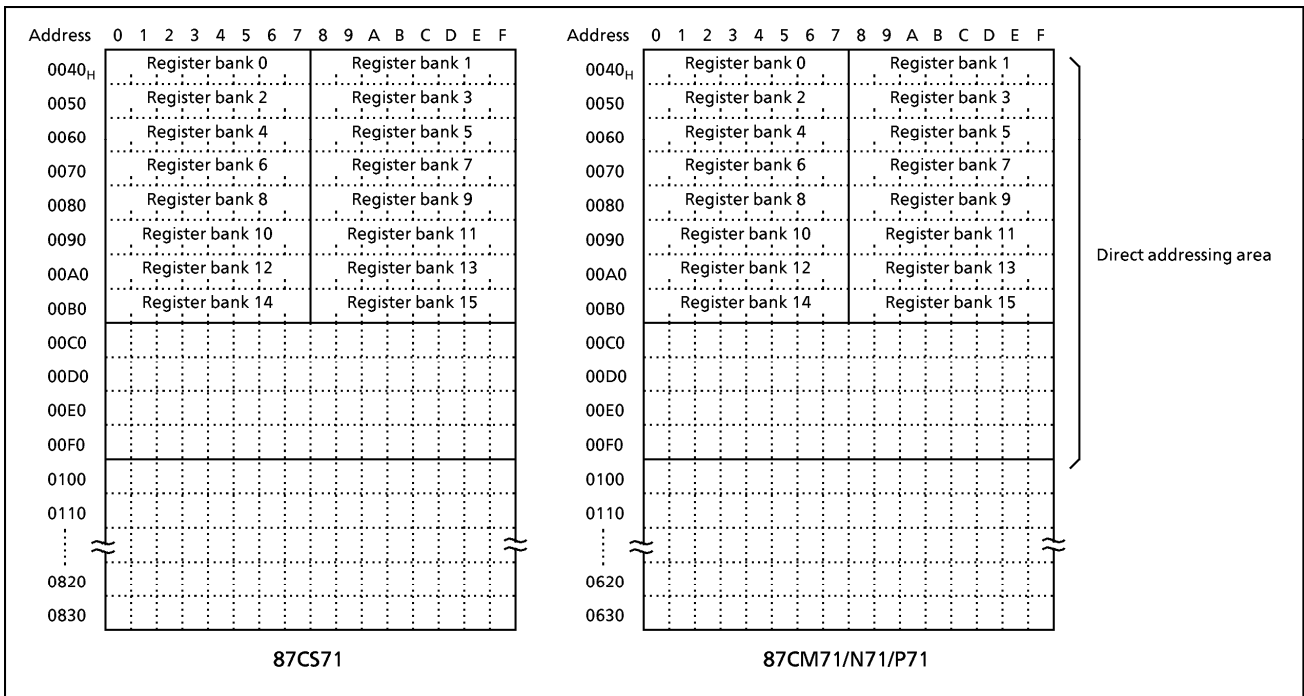 Address 0 1 2 3 4 5 6 7 8 9 A B C D E F
0040H Register bank 0 Register bank 1
0050 Register bank 2 Register bank 3
0060 Register bank 4 Register bank 5
0070 Register bank 6 Register bank 7
0080 Register bank 8 Register bank 9
0090 Register bank 10 Register bank 11
00A0 Register bank 12 Register bank 13
00B0 Register bank 14 Register bank 15
00C0
00D0
00E0
00F0
0100
0110
0820
0830
87CS71
Address 0 1 2 3 4 5 6 7 8 9 A B C D E F
0040H Register bank 0 Register bank 1
0050 Register bank 2 Register bank 3
0060 Register bank 4 Register bank 5
0070 Register bank 6 Register bank 7
0080 Register bank 8 Register bank 9
0090 Register bank 10 Register bank 11
00A0 Register bank 12 Register bank 13
00B0 Register bank 14 Register bank 15
00C0
00D0
00E0
00F0
0100
0110
0620
0630
87CM71/N71/P71
Direct addressing area